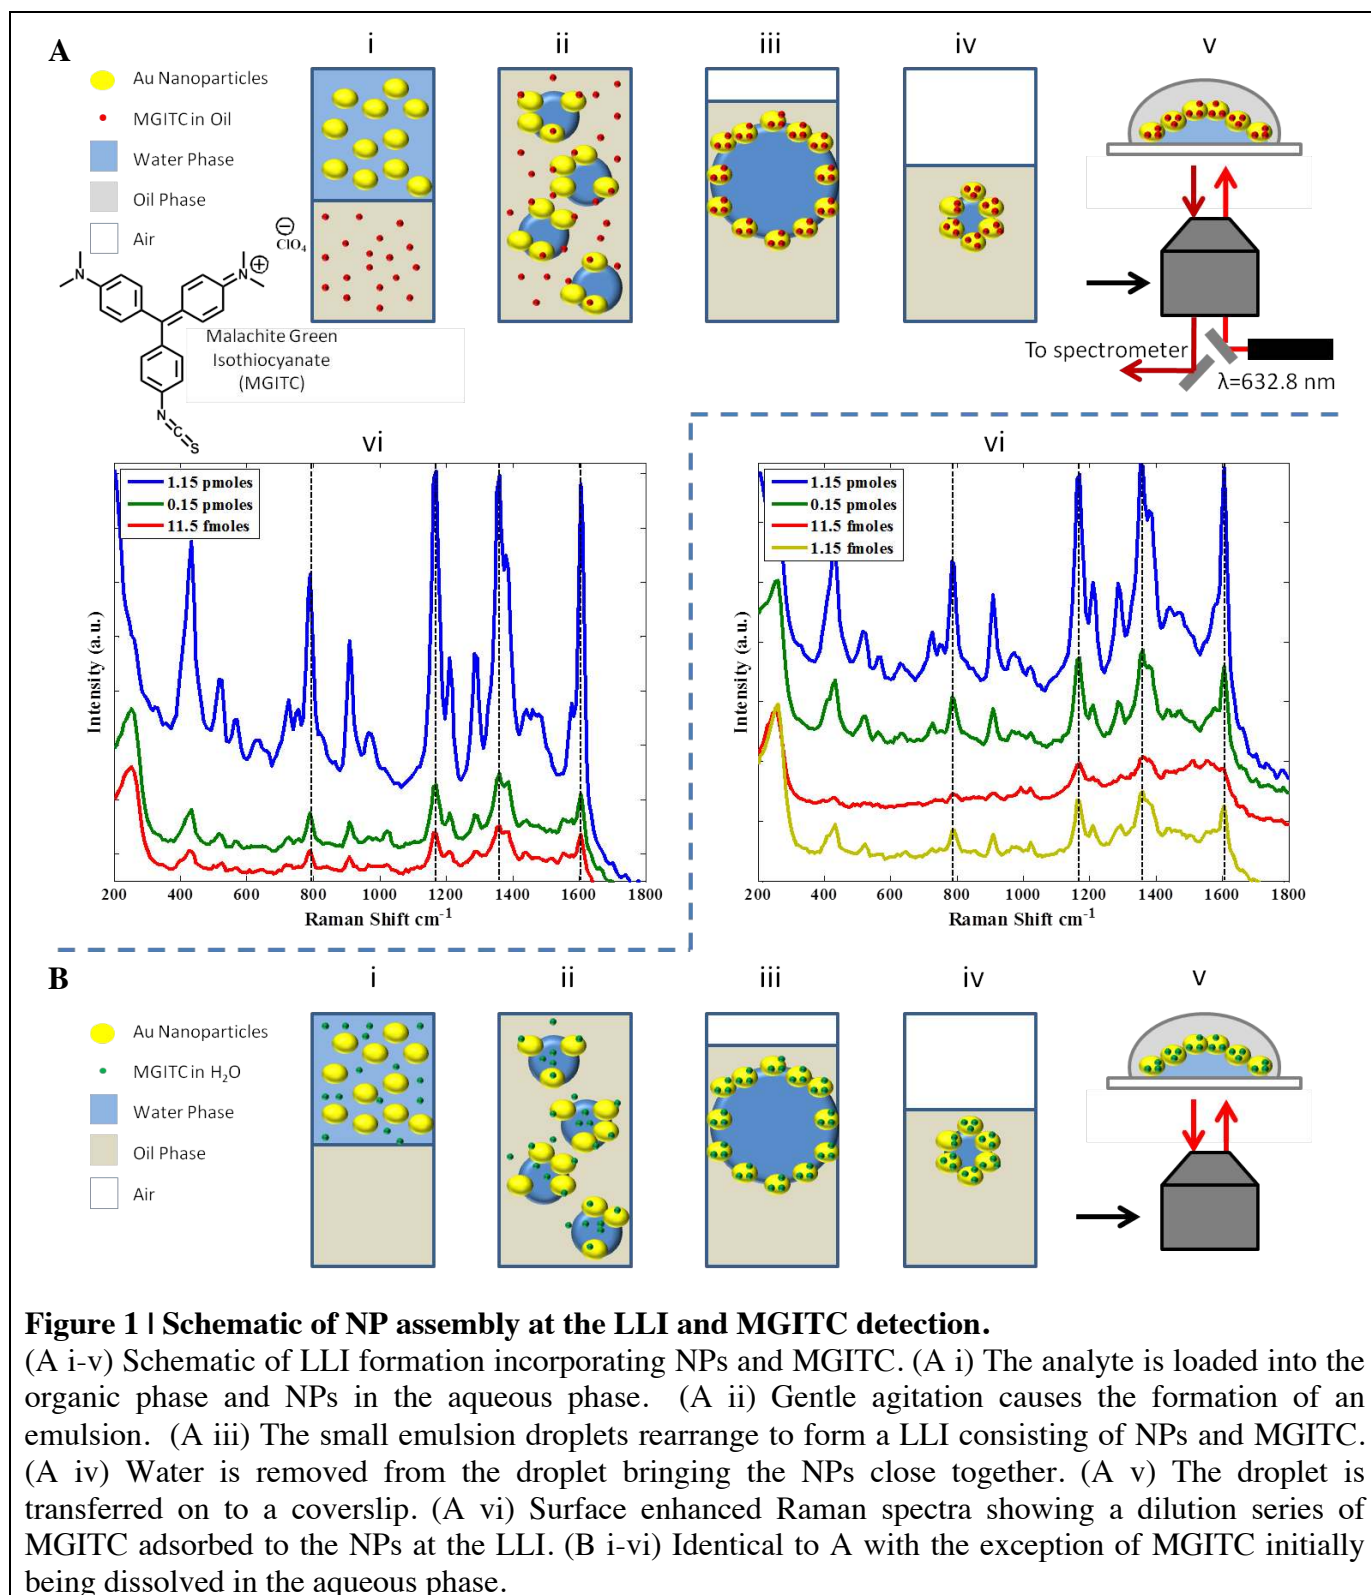 A
i
ii
iii
iv
v
Au Nanoparticles
MGITC in Oil
Water Phase
Oil Phase
Air
⊖
ClO4
N
N
⊕
Malachite Green
Isothiocyanate
(MGITC)
N
C
S
To spectrometer
λ=632.8 nm
vi
1.15 pmoles
0.15 pmoles
11.5 fmoles
Intensity (a.u.)
200 400 600 800 1000 1200 1400 1600 1800
Raman Shift cm-1
vi
1.15 pmoles
0.15 pmoles
11.5 fmoles
1.15 fmoles
Intensity (a.u.)
200 400 600 800 1000 1200 1400 1600 1800
Raman Shift cm-1
B
i
ii
iii
iv
v
Au Nanoparticles
MGITC in H2O
Water Phase
Oil Phase
Air
Figure 1 | Schematic of NP assembly at the LLI and MGITC detection.
(A i-v) Schematic of LLI formation incorporating NPs and MGITC. (A i) The analyte is loaded into the
organic phase and NPs in the aqueous phase. (A ii) Gentle agitation causes the formation of an
emulsion. (A iii) The small emulsion droplets rearrange to form a LLI consisting of NPs and MGITC.
(A iv) Water is removed from the droplet bringing the NPs close together. (A v) The droplet is
transferred on to a coverslip. (A vi) Surface enhanced Raman spectra showing a dilution series of
MGITC adsorbed to the NPs at the LLI. (B i-vi) Identical to A with the exception of MGITC initially
being dissolved in the aqueous phase.